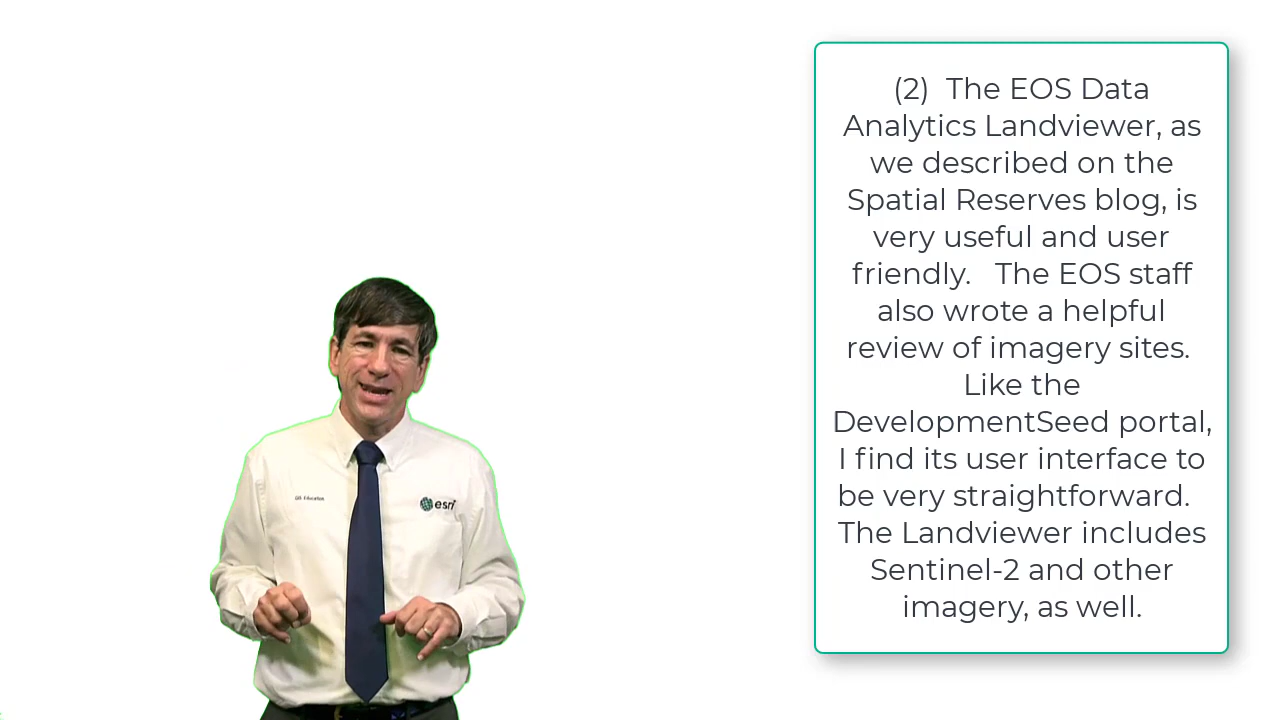 (2)  The EOS Data
Analytics Landviewer, as
we described on the
Spatial Reserves blog, is
very useful and user
friendly.   The EOS staff
also wrote a helpful
review of imagery sites.
Like the
DevelopmentSeed portal,
I find its user interface to
be very straightforward.
The Landviewer includes
Sentinel-2 and other
imagery, as well.
esri